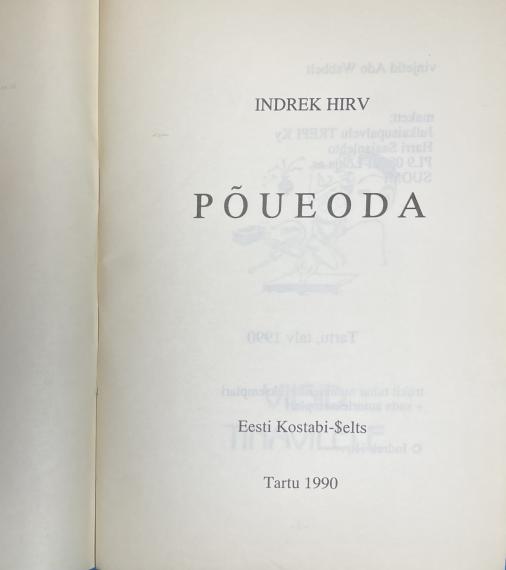 INDREK HIRV
PÕUEODA
Eesti Kostabi-$elts
Tartu 1990